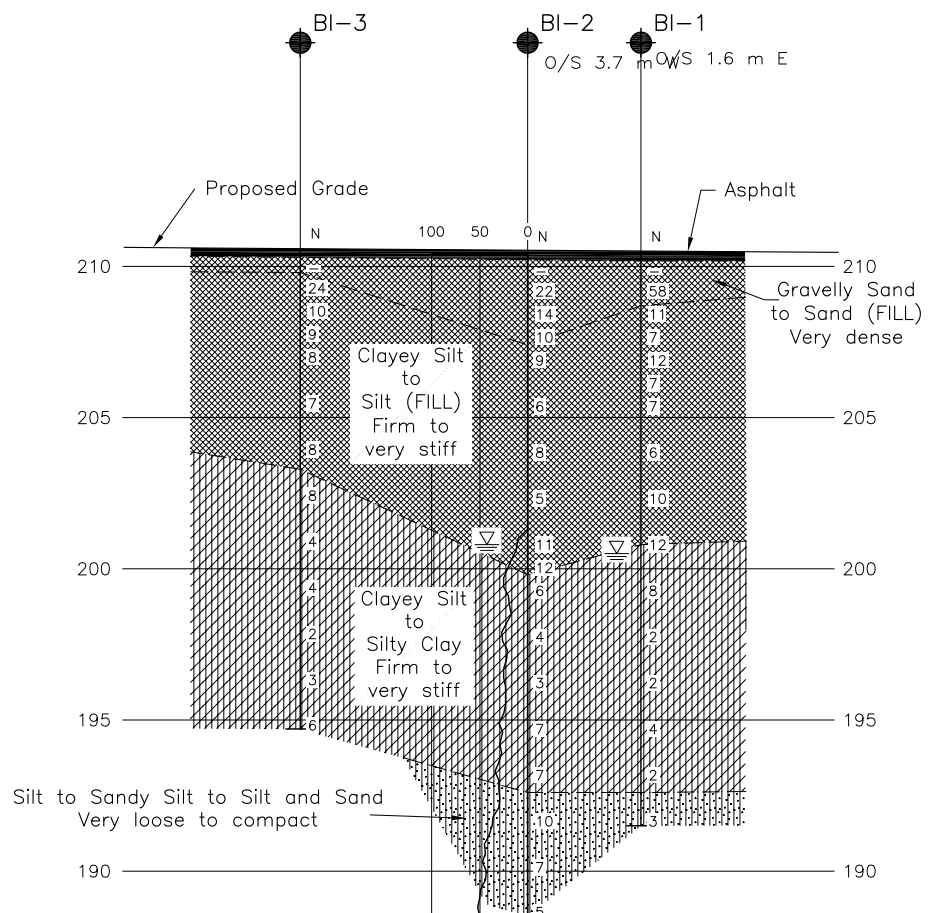 BI-3
BI-2
BI-1
O/S 3.7 m W
O/S 1.6 m E
Proposed Grade
Asphalt
N
100
50
0
N
N
210
210
24
22
58
Gravelly Sand
to Sand (FILL)
Very dense
10
14
11
9
10
7
8
9
12
7
Clayey Silt
to
Silt (FILL)
Firm to
very stiff
7
6
7
205
205
8
8
6
8
5
10
4
11
12
200
12
200
4
6
8
Clayey Silt
to
Silty Clay
Firm to
very stiff
2
4
2
3
3
2
195
6
7
4
195
7
2
Silt to Sandy Silt to Silt and Sand
Very loose to compact
10
3
190
7
190